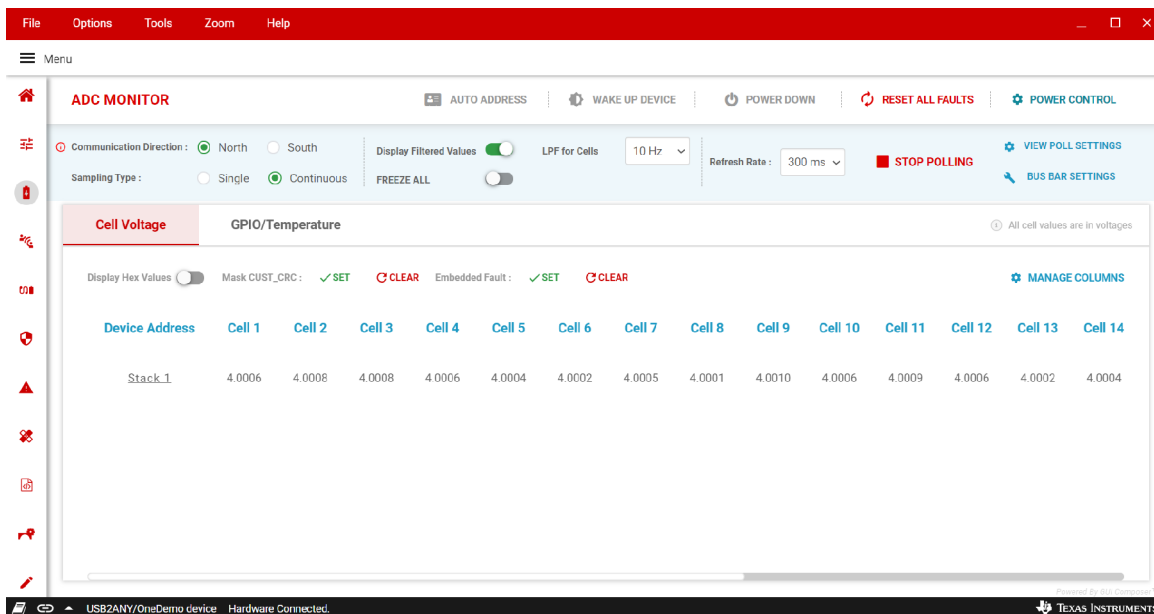 File Options Tools Zoom Help
Menu
ADC MONITOR AUTO ADDRESS WAKE UP DEVICE POWER DOWN RESET ALL FAULTS POWER CONTROL
Communication Direction : North South Display Filtered Values LPF for Cells 10 Hz Refresh Rate : 300 ms STOP POLLING VIEW POLL SETTINGS
Sampling Type : Single Continuous FREEZE ALL BUS BAR SETTINGS
Cell Voltage GPIO/Temperature All cell values are in voltages
Display Hex Values Mask CUST_CRC : SET CLEAR Embedded Fault : SET CLEAR MANAGE COLUMNS
Device Address Cell 1 Cell 2 Cell 3 Cell 4 Cell 5 Cell 6 Cell 7 Cell 8 Cell 9 Cell 10 Cell 11 Cell 12 Cell 13 Cell 14
Stack 1 4.0006 4.0008 4.0008 4.0006 4.0004 4.0002 4.0005 4.0001 4.0010 4.0006 4.0009 4.0006 4.0002 4.0004
Powered By GUI Composer
USB2ANY/OneDemo device Hardware Connected. TEXAS INSTRUMENTS